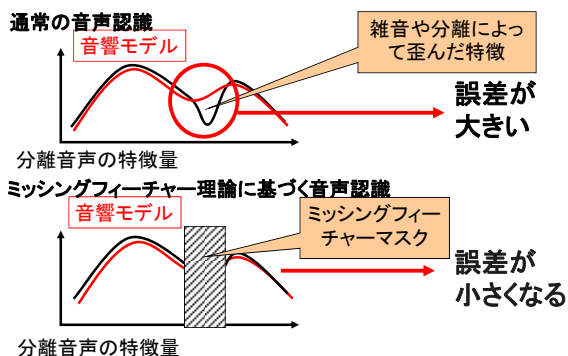 通常の音声認識
音響モデル
雑音や分離によっ
て歪んだ特徴
誤差が
大きい
分離音声の特徴量
ミッシングフィーチャー理論に基づく音声認識
音響モデル
ミッシングフィー
チャーマスク
誤差が
小さくなる
分離音声の特徴量